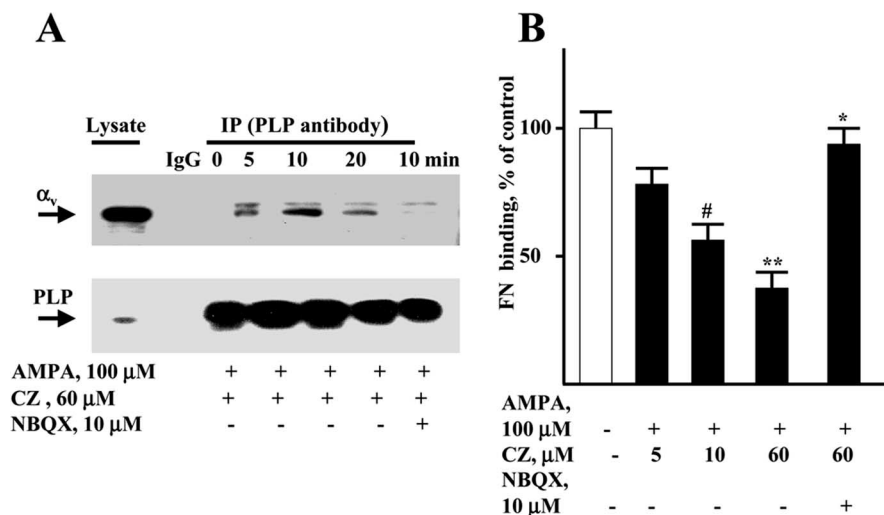 A
Lysate
IP (PLP antibody)
IgG 0 5 10 20 10 min
αv
PLP
AMPA, 100 µM + + + + +
CZ , 60 µM + + + + +
NBQX, 10 µM - - - - +
B
FN binding, % of control
100
50
#
**
*
AMPA,
100 µM - + + + +
CZ, µM - 5 10 60 60
NBQX,
10 µM - - - - +